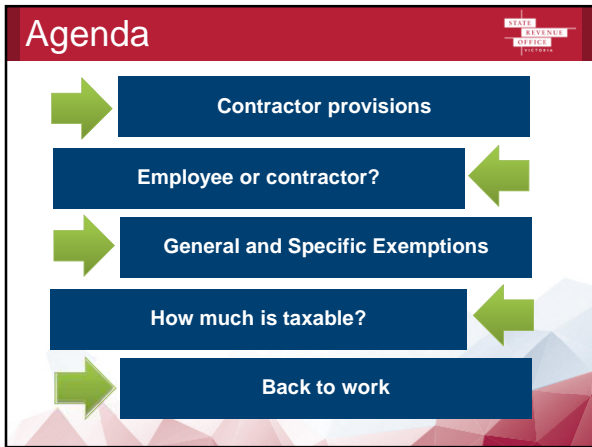 Agenda
STATE
REVENUE
OFFICE
VICTORIA
Contractor provisions
Employee or contractor?
General and Specific Exemptions
How much is taxable?
Back to work